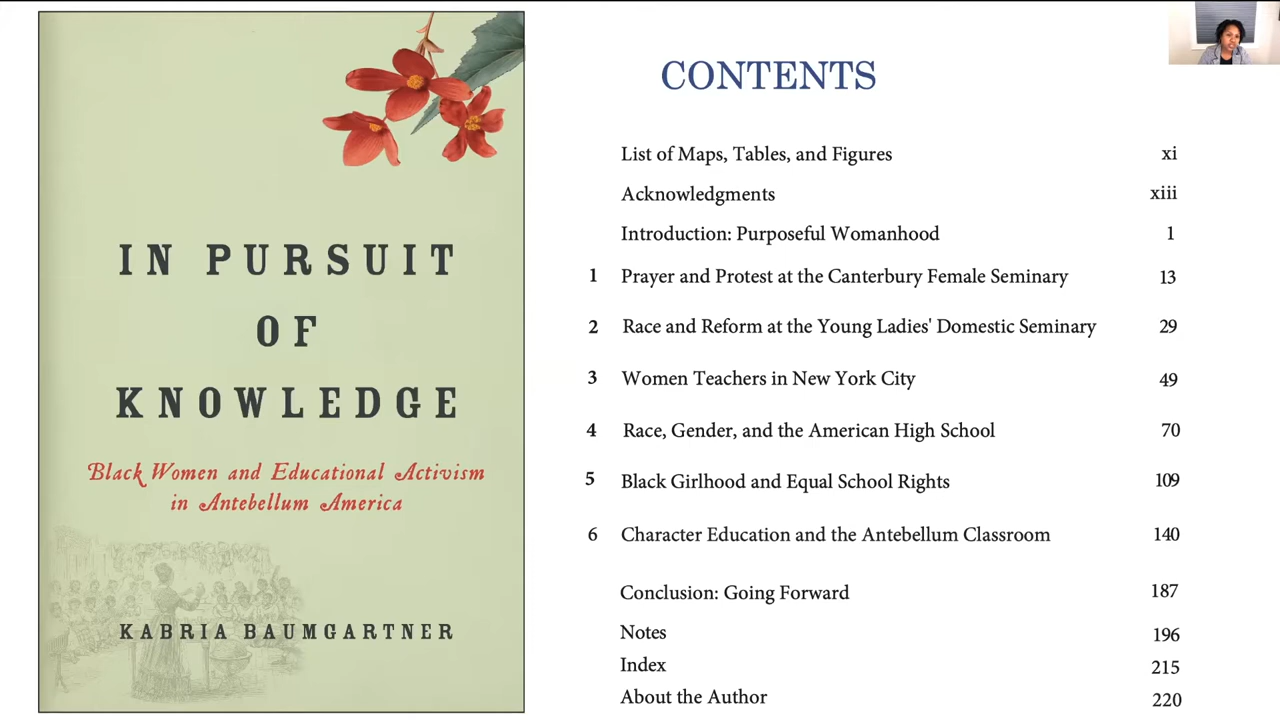 IN PURSUIT
OF
KNOWLEDGE
Black Women and Educational Activism
in Antebellum America
KABRIA BAUMGARTNER
CONTENTS
List of Maps, Tables, and Figures xi
Acknowledgments xiii
Introduction: Purposeful Womanhood 1
1 Prayer and Protest at the Canterbury Female Seminary 13
2 Race and Reform at the Young Ladies' Domestic Seminary 29
3 Women Teachers in New York City 49
4 Race, Gender, and the American High School 70
5 Black Girlhood and Equal School Rights 109
6 Character Education and the Antebellum Classroom 140
Conclusion: Going Forward 187
Notes 196
Index 215
About the Author 220